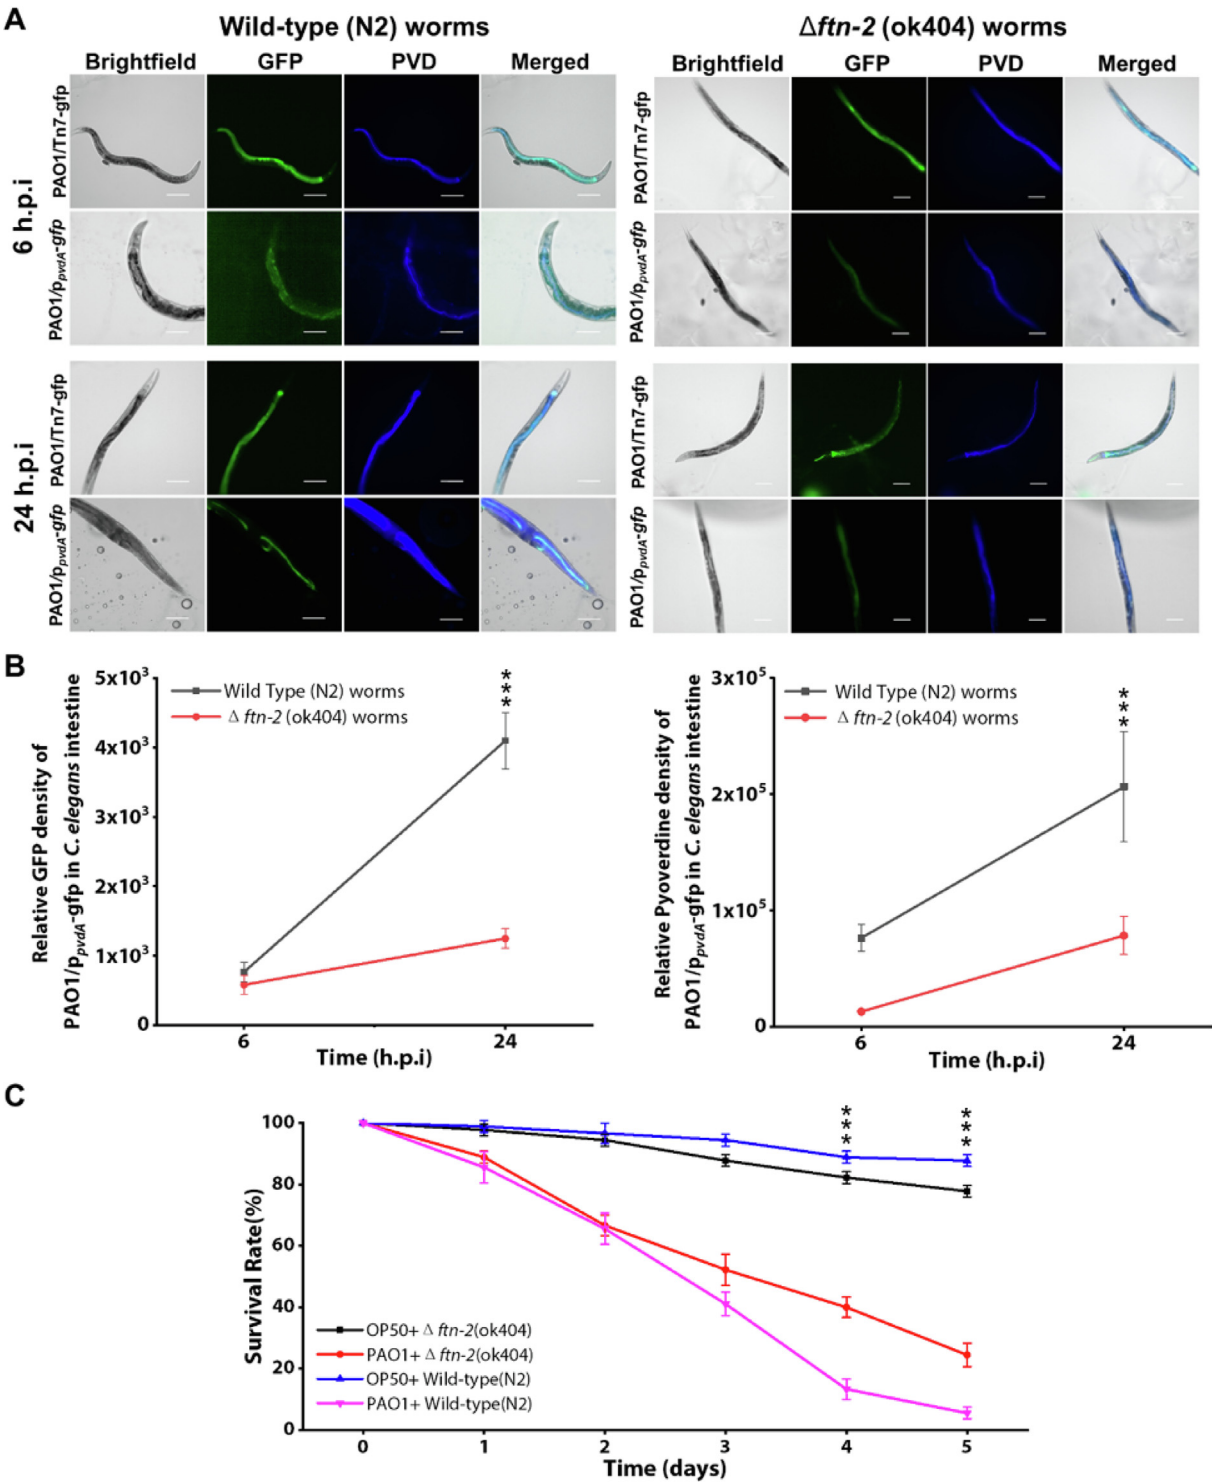 A
Wild-type (N2) worms
Δftn-2 (ok404) worms
Brightfield GFP PVD Merged
Brightfield GFP PVD Merged
6 h.p.i
PAO1/Tn7-gfp
PAO1/Tn7-gfp
PAO1/ppvdA-gfp
PAO1/ppvdA-gfp
24 h.p.i
PAO1/Tn7-gfp
PAO1/Tn7-gfp
PAO1/ppvdA-gfp
PAO1/ppvdA-gfp
B
Relative GFP density of
PAO1/ppvdA-gfp in C. elegans intestine
5x10³
4x10³
3x10³
2x10³
1x10³
0
Wild Type (N2) worms
Δ ftn-2 (ok404) worms
***
6 24
Time (h.p.i)
Relative Pyoverdine density of
PAO1/ppvdA-gfp in C. elegans intestine
3x10⁵
2x10⁵
1x10⁵
0
Wild Type (N2) worms
Δ ftn-2 (ok404) worms
***
6 24
Time (h.p.i)
C
Survival Rate(%)
100
80
60
40
20
0
*** ***
OP50+ Δ ftn-2(ok404)
PAO1+ Δ ftn-2(ok404)
OP50+ Wild-type(N2)
PAO1+ Wild-type(N2)
0 1 2 3 4 5
Time (days)